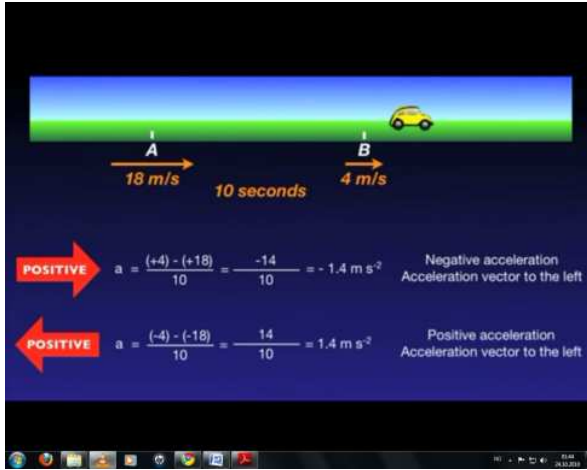 A
B
18 m/s
4 m/s
10 seconds
POSITIVE
a = (+4) - (+18) / 10 = -14 / 10 = - 1.4 m s⁻²
Negative acceleration
Acceleration vector to the left
POSITIVE
a = (-4) - (-18) / 10 = 14 / 10 = 1.4 m s⁻²
Positive acceleration
Acceleration vector to the left